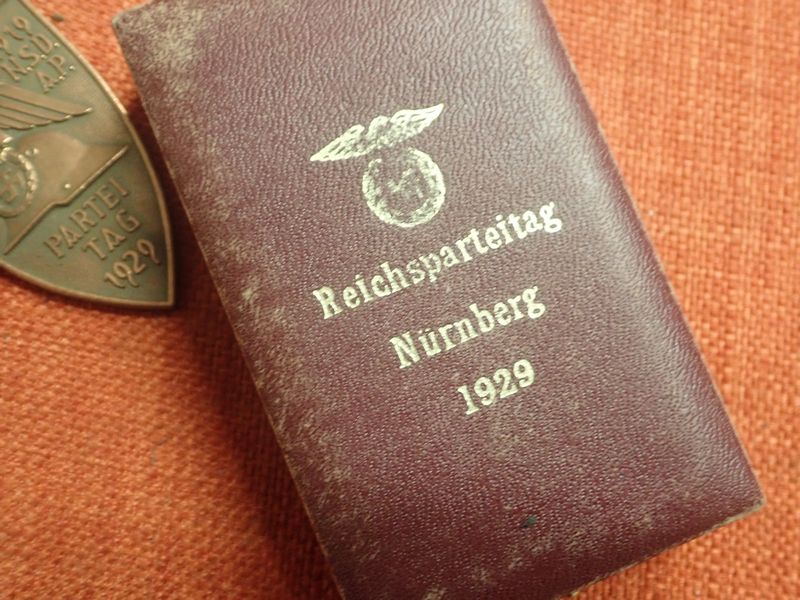 N.S.D.
A.P.
PARTEI
TAG
1929
Reichsparteitag
Nürnberg
1929